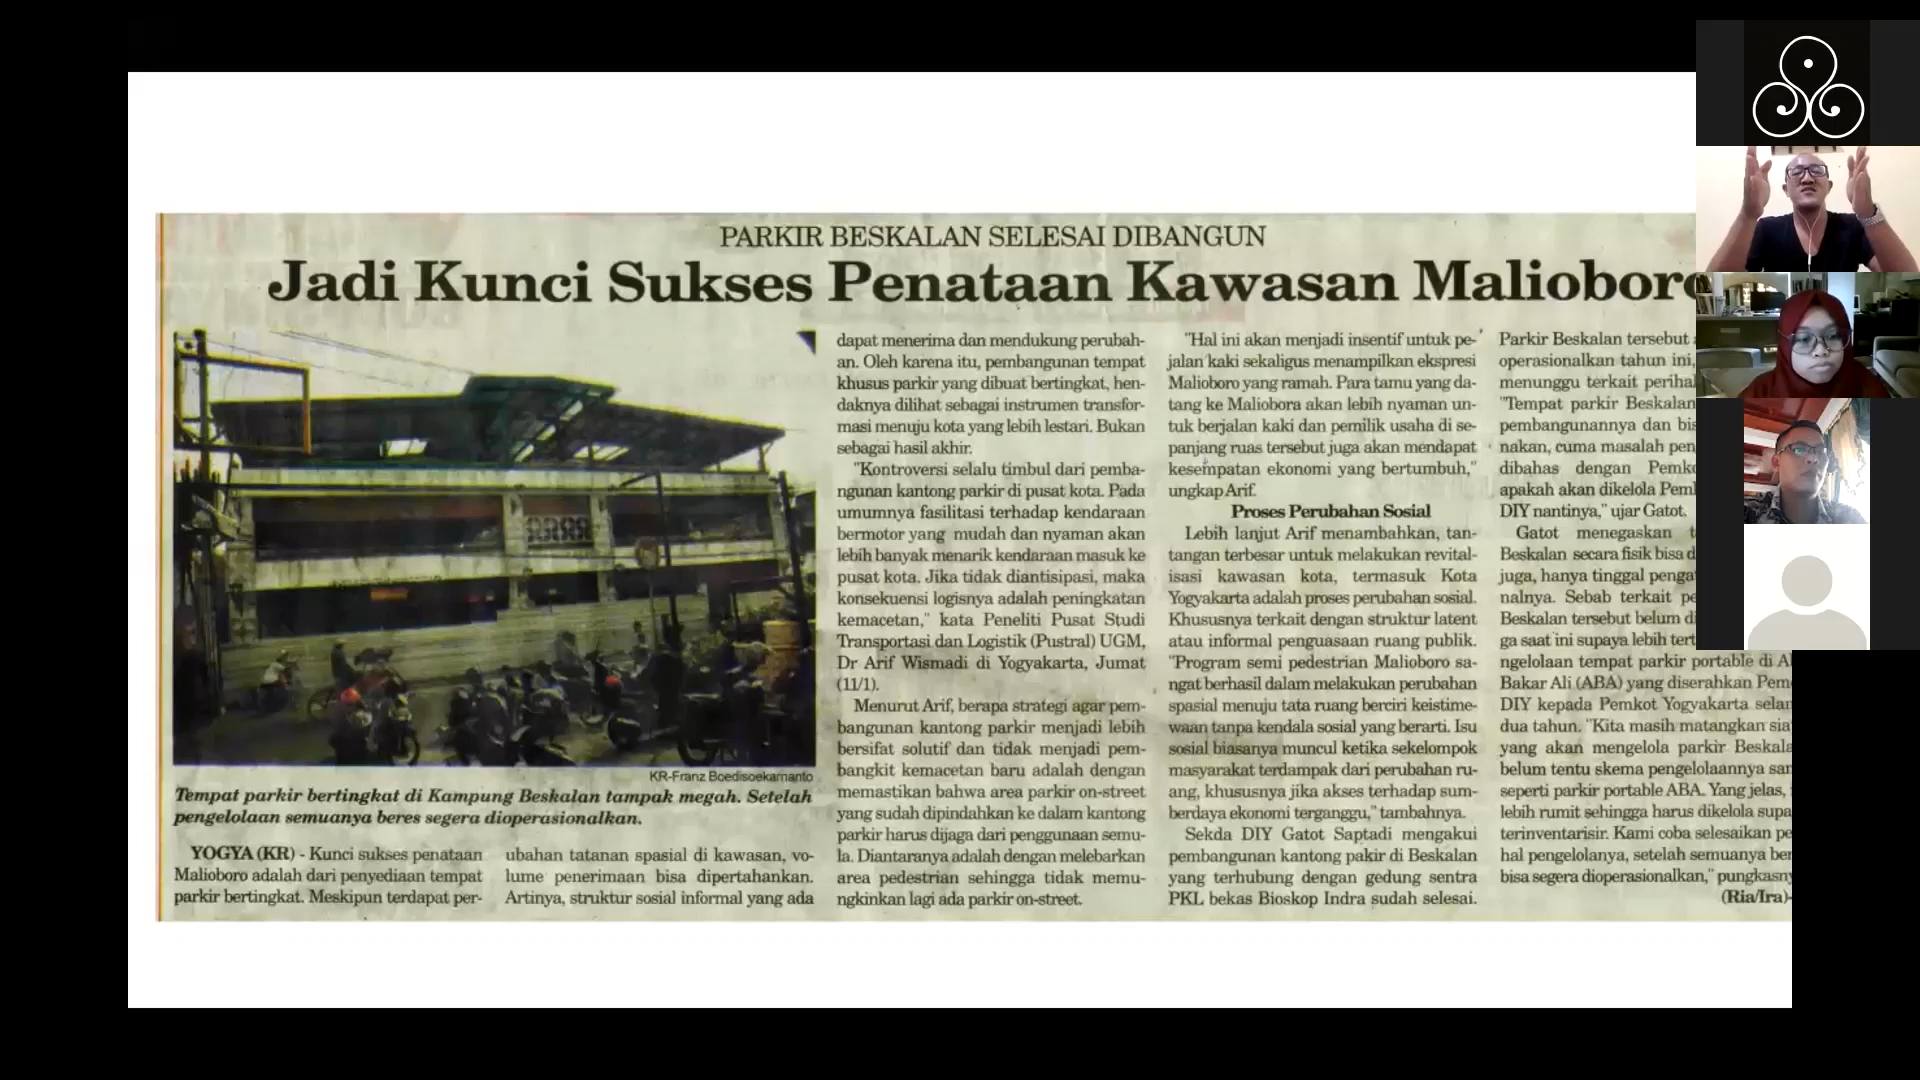 PARKIR BESKALAN SELESAI DIBANGUN
Jadi Kunci Sukses Penataan Kawasan Malioboro
KR-Franz Boedisoekarnanto
Tempat parkir bertingkat di Kampung Beskalan tampak megah. Setelah
pengelolaan semuanya beres segera dioperasionalkan.
YOGYA (KR) - Kunci sukses penataan
Malioboro adalah dari penyediaan tempat
parkir bertingkat. Meskipun terdapat per-
ubahan tatanan spasial di kawasan, vo-
lume penerimaan bisa dipertahankan.
Artinya, struktur sosial informal yang ada
dapat menerima dan mendukung perubah-
an. Oleh karena itu, pembangunan tempat
khusus parkir yang dibuat bertingkat, hen-
daknya dilihat sebagai instrumen transfor-
masi menuju kota yang lebih lestari. Bukan
sebagai hasil akhir.
"Kontroversi selalu timbul dari pemba-
ngunan kantong parkir di pusat kota. Pada
umumnya fasilitasi terhadap kendaraan
bermotor yang mudah dan nyaman akan
lebih banyak menarik kendaraan masuk ke
pusat kota. Jika tidak diantisipasi, maka
konsekuensi logisnya adalah peningkatan
kemacetan," kata Peneliti Pusat Studi
Transportasi dan Logistik (Pustral) UGM,
Dr Arif Wismadi di Yogyakarta, Jumat
(11/1).
Menurut Arif, berapa strategi agar pem-
bangunan kantong parkir menjadi lebih
bersifat solutif dan tidak menjadi pem-
bangkit kemacetan baru adalah dengan
memastikan bahwa area parkir on-street
yang sudah dipindahkan ke dalam kantong
parkir harus dijaga dari penggunaan semu-
la. Diantaranya adalah dengan melebarkan
area pedestrian sehingga tidak memu-
ngkinkan lagi ada parkir on-street.
"Hal ini akan menjadi insentif untuk pe-
jalan kaki sekaligus menampilkan ekspresi
Malioboro yang ramah. Para tamu yang da-
tang ke Maliobora akan lebih nyaman un-
tuk berjalan kaki dan pemilik usaha di se-
panjang ruas tersebut juga akan mendapat
kesempatan ekonomi yang bertumbuh,"
ungkap Arif.
Proses Perubahan Sosial
Lebih lanjut Arif menambahkan, tan-
tangan terbesar untuk melakukan revital-
isasi kawasan kota, termasuk Kota
Yogyakarta adalah proses perubahan sosial.
Khususnya terkait dengan struktur latent
atau informal penguasaan ruang publik.
"Program semi pedestrian Malioboro sa-
ngat berhasil dalam melakukan perubahan
spasial menuju tata ruang berciri keistime-
waan tanpa kendala sosial yang berarti. Isu
sosial biasanya muncul ketika sekelompok
masyarakat terdampak dari perubahan ru-
ang, khususnya jika akses terhadap sum-
berdaya ekonomi terganggu," tambahnya.
Sekda DIY Gatot Saptadi mengakui
pembangunan kantong pakir di Beskalan
yang terhubung dengan gedung sentra
PKL bekas Bioskop Indra sudah selesai.
Parkir Beskalan tersebut
operasionalkan tahun ini,
menunggu terkait perihal
"Tempat parkir Beskalan
pembangunannya dan bis
nakan, cuma masalah pen
dibahas dengan Pemk
apakah akan dikelola Pem
DIY nantinya," ujar Gatot.
Gatot menegaskan t
Beskalan secara fisik bisa d
juga, hanya tinggal penga
nalnya. Sebab terkait pe
Beskalan tersebut belum di
ga saat ini supaya lebih tert
ngelolaan tempat parkir portable di A
Bakar Ali (ABA) yang diserahkan Pem
DIY kepada Pemkot Yogyakarta selam
dua tahun. "Kita masih matangkan sia
yang akan mengelola parkir Beskala
belum tentu skema pengelolaannya sam
seperti parkir portable ABA. Yang jelas,
lebih rumit sehingga harus dikelola supa
terinventarisir. Kami coba selesaikan pe
hal pengelolanya, setelah semuanya ber
bisa segera dioperasionalkan," pungkasny
(Ria/Ira)